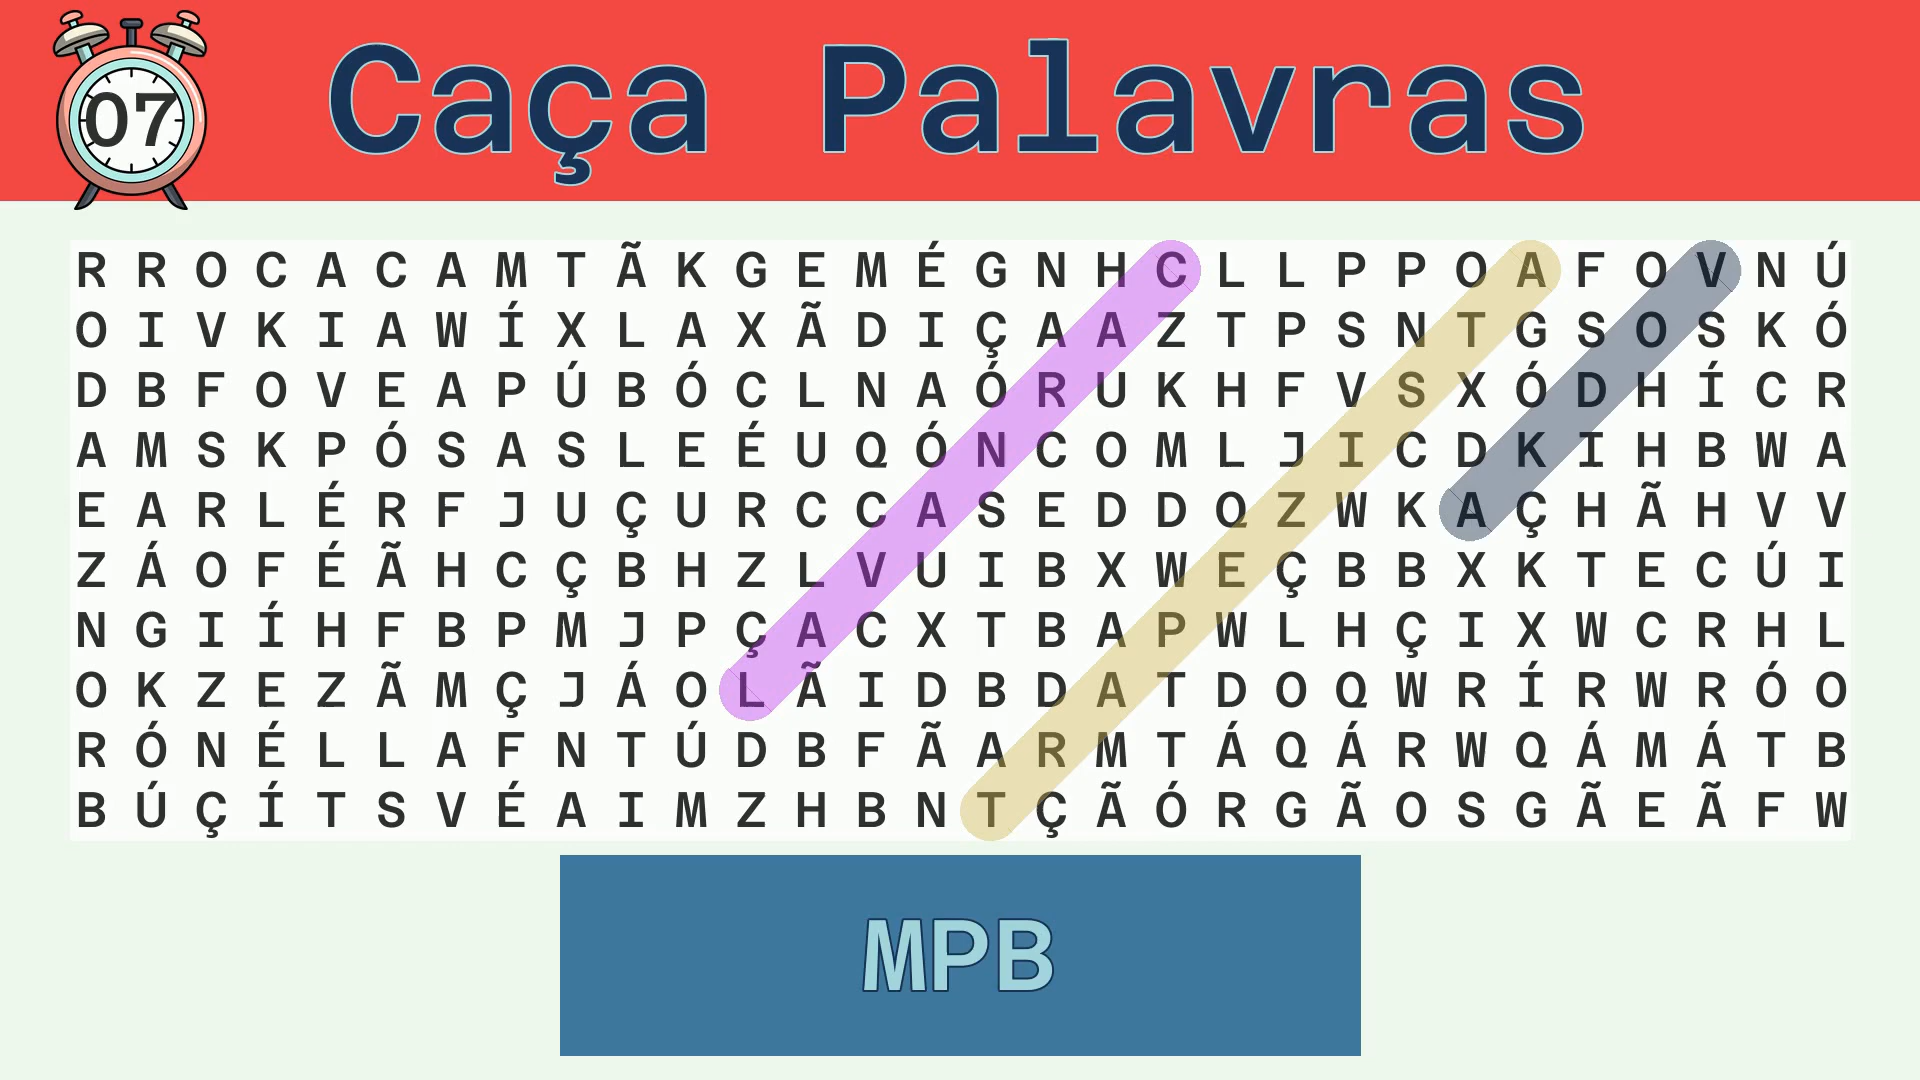 07
Caça Palavras
R R O C A C A M T Ã K G E M É G N H C L L P P O A F O V N Ú
O I V K I A W Í X L A X Ã D I Ç A A Z T P S N T G S O S K Ó
D B F O V E A P Ú B Ó C L N A Ó R U K H F V S X Ó D H Í C R
A M S K P Ó S A S L E É U Q Ó N C O M L J I C D K I H B W A
E A R L É R F J U Ç U R C C A S E D D Q Z W K A Ç H Ã H V V
Z Á O F É Ã H C Ç B H Z L V U I B X W E Ç B B X K T E C Ú I
N G I Í H F B P M J P Ç A C X T B A P W L H Ç I X W C R H L
O K Z E Z Ã M Ç J Á O L Ã I D B D A T D O Q W R Í R W R Ó O
R Ó N É L L A F N T Ú D B F Ã A R M T Á Q Á R W Q Á M Á T B
B Ú Ç Í T S V É A I M Z H B N T Ç Ã Ó R G Ã O S G Ã E Ã F W
MPB